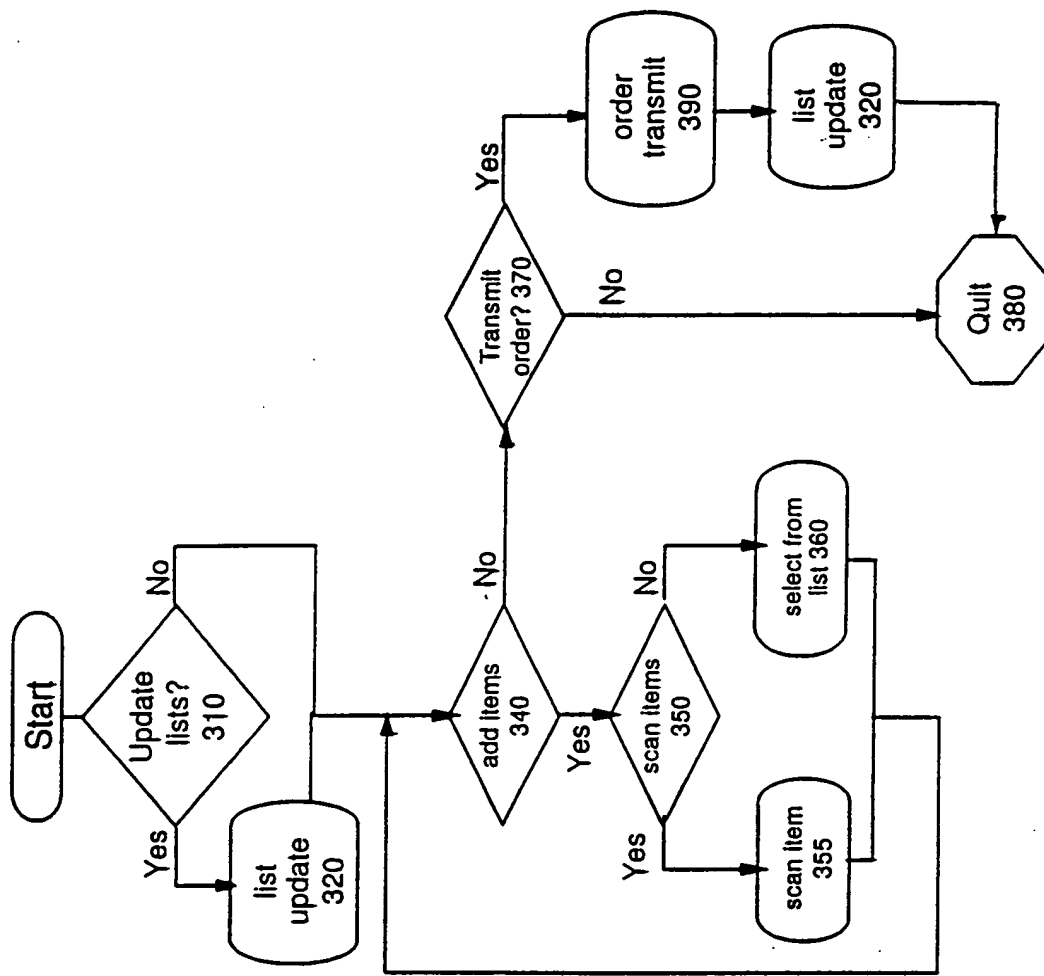 Start
Update
lists?
310
Yes
No
list
update
320
add items
340
No
Yes
scan items
350
Yes
No
scan item
355
select from
list 360
Transmit
order? 370
Yes
No
order
transmit
390
list
update
320
Quit
380